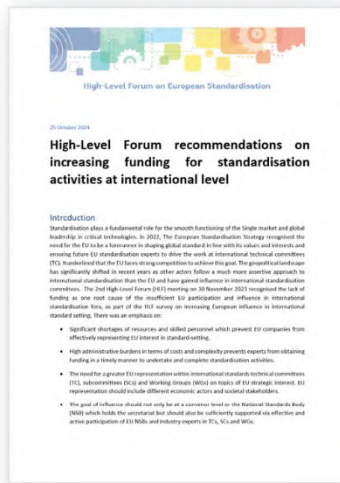 High-Level Forum on European Standardisation
25 October 2024
High-Level Forum recommendations on
increasing funding for standardisation
activities at international level
Introduction
Standardisation plays a fundamental role for the smooth functioning of the Single market and global
leadership in critical technologies. In 2022, The European Standardisation Strategy recognised the
need for the EU to be a forerunner in shaping global standard in line with its values and interests and
ensuring future EU standardisation experts to drive the work at international technical committees
(TC). It underlined that the EU faces strong competition to achieve this goal. The geopolitical landscape
has significantly shifted in recent years as other actors follow a much more assertive approach to
international standardisation than the EU and have gained influence in international standardisation
committees. The 2nd High-Level Forum (HLF) meeting on 30 November 2023 recognised the lack of
funding as one root cause of the insufficient EU participation and influence in international
standardisation fora, as part of the HLF survey on increasing European influence in international
standard setting. There was an emphasis on:
• Significant shortages of resources and skilled personnel which prevent EU companies from
effectively representing EU interest in standard-setting.
• High administrative burdens in terms of costs and complexity prevents experts from obtaining
funding in a timely manner to undertake and complete standardisation activities.
• The need for a greater EU representation within international standards technical committees
(TC), subcommittees (SCs) and Working Groups (WGs) on topics of EU strategic interest. EU
representation should include different economic actors and societal stakeholders.
• The goal of influence should not only be at a convenor level or the National Standards Body
(NSB) which holds the secretariat but should also be sufficiently supported via effective and
active participation of EU NSBs and industry experts in TCs, SCs and WGs.